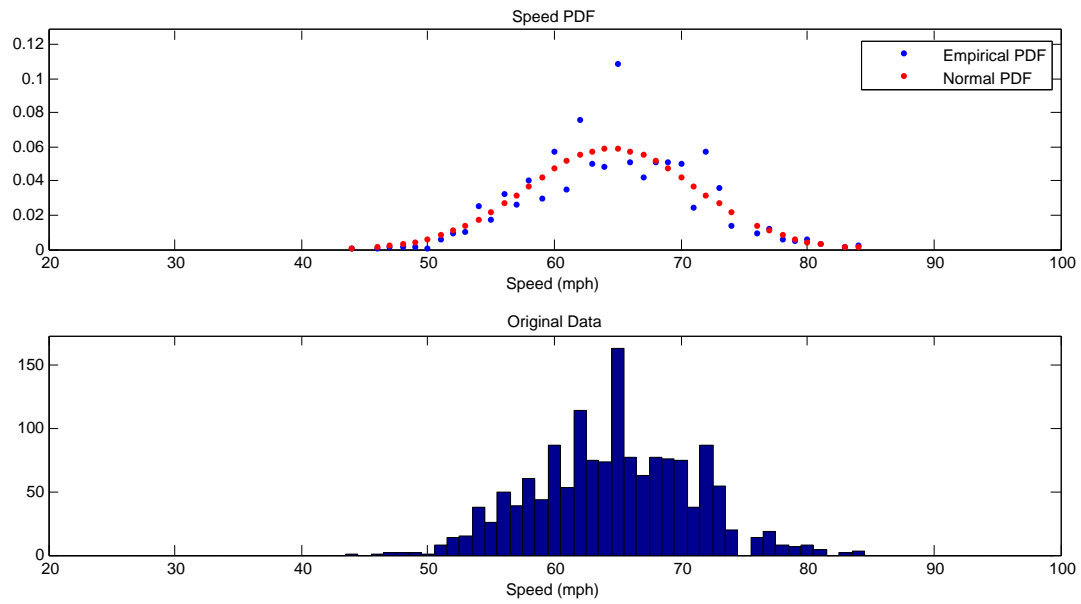 Speed PDF
0.12
0.1
0.08
0.06
0.04
0.02
0
Empirical PDF
Normal PDF
20 30 40 50 60 70 80 90 100
Speed (mph)
Original Data
150
100
50
0
20 30 40 50 60 70 80 90 100
Speed (mph)